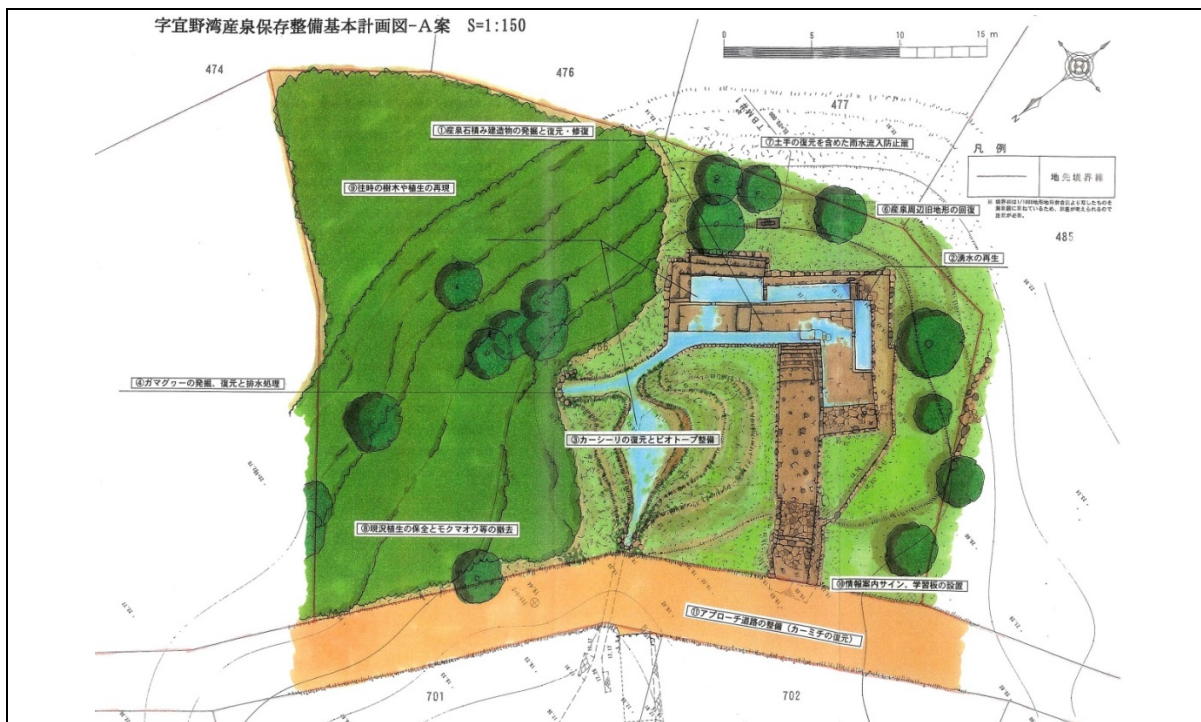 字宜野湾産泉保存整備基本計画図-A案 S=1:150
0 5 10 15 m
474
476
477
T.B.M#1
N
凡例
地先境界線
485
①産泉石積み建造物の発掘と復元・修復
⑦土手の復元を含めた雨水流入防止
⑨往時の樹木や植生の再現
⑥産泉周辺旧地形の回復
②湧水の再生
④ガマグヮーの発掘、復元と排水処理
③カーシーリの復元とビオトープ整備
⑧現況植生の保全とモクマオウ等の撤去
⑩情報案内サイン、学習板の設置
⑪アプローチ道路の整備（カーミチの復元）
701
702